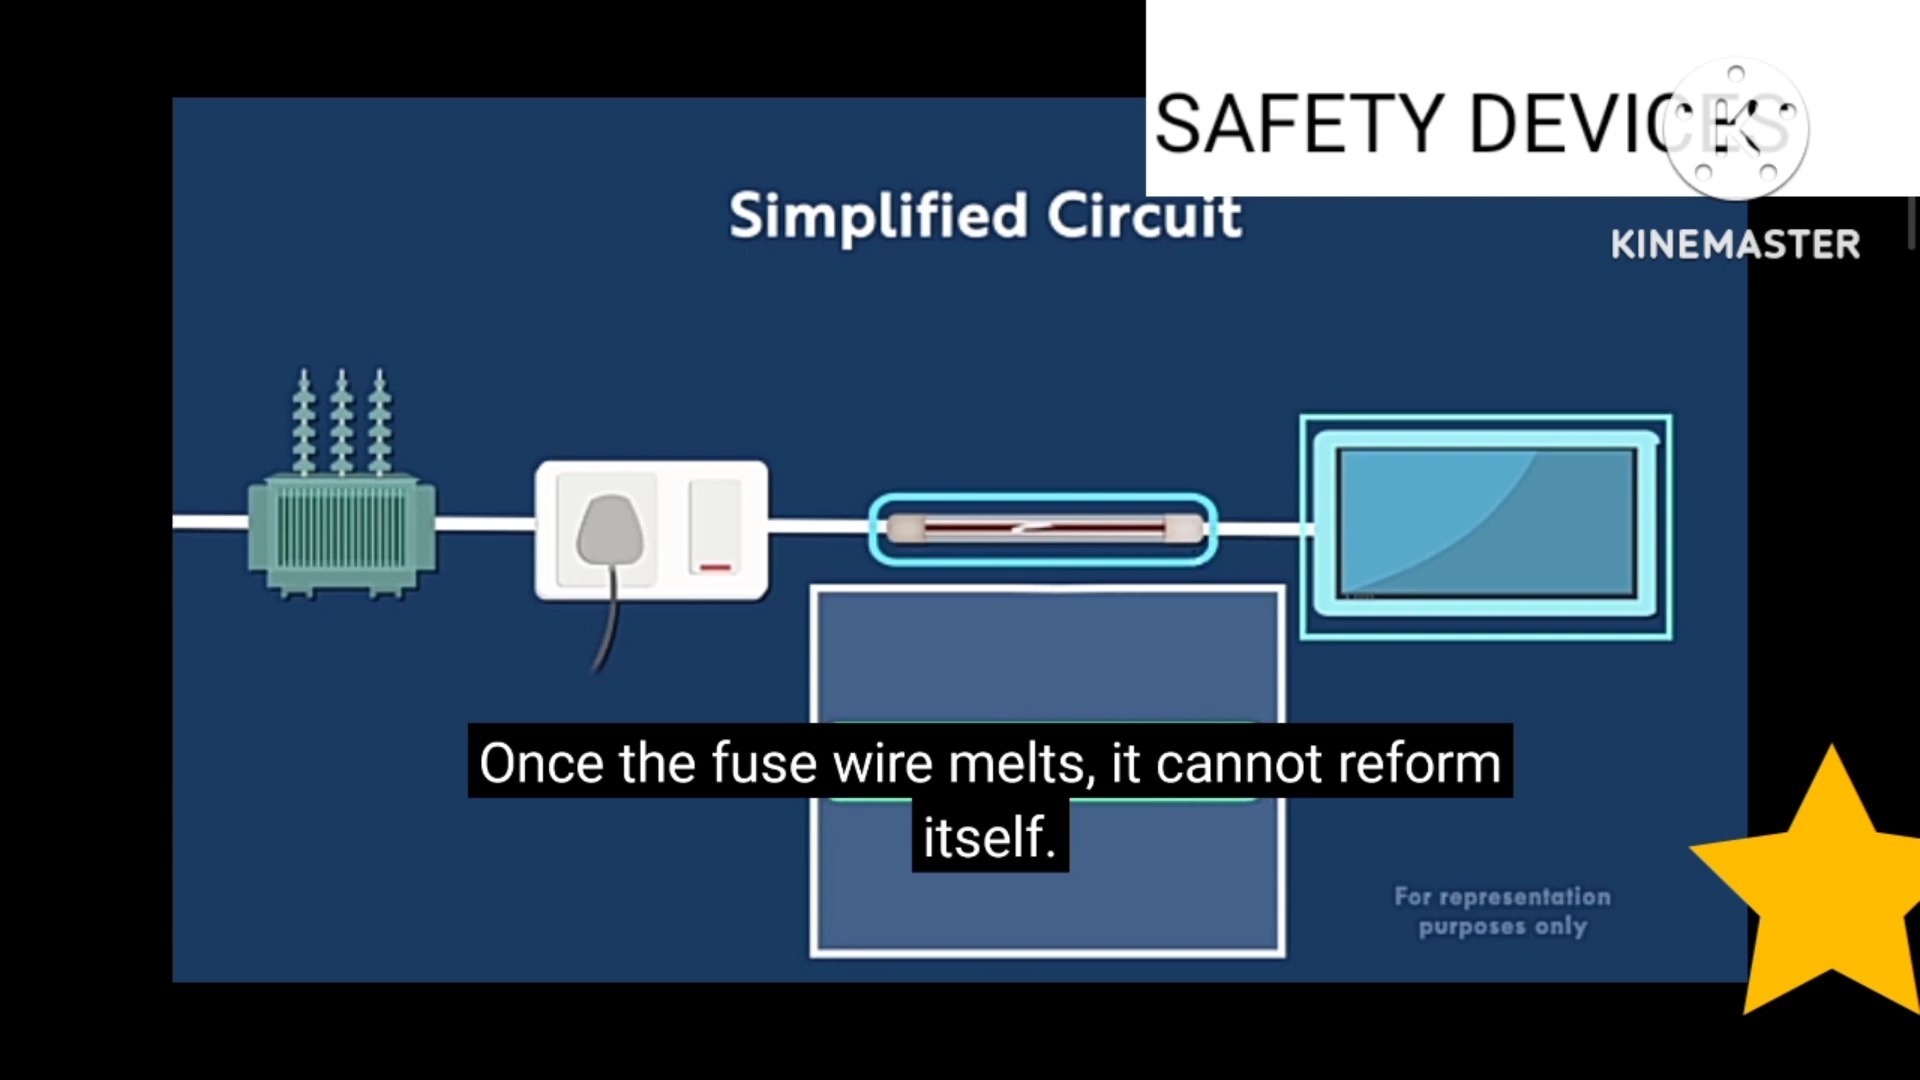 SAFETY DEVICES
Simplified Circuit
KINEMASTER
Once the fuse wire melts, it cannot reform
itself.
For representation
purposes only